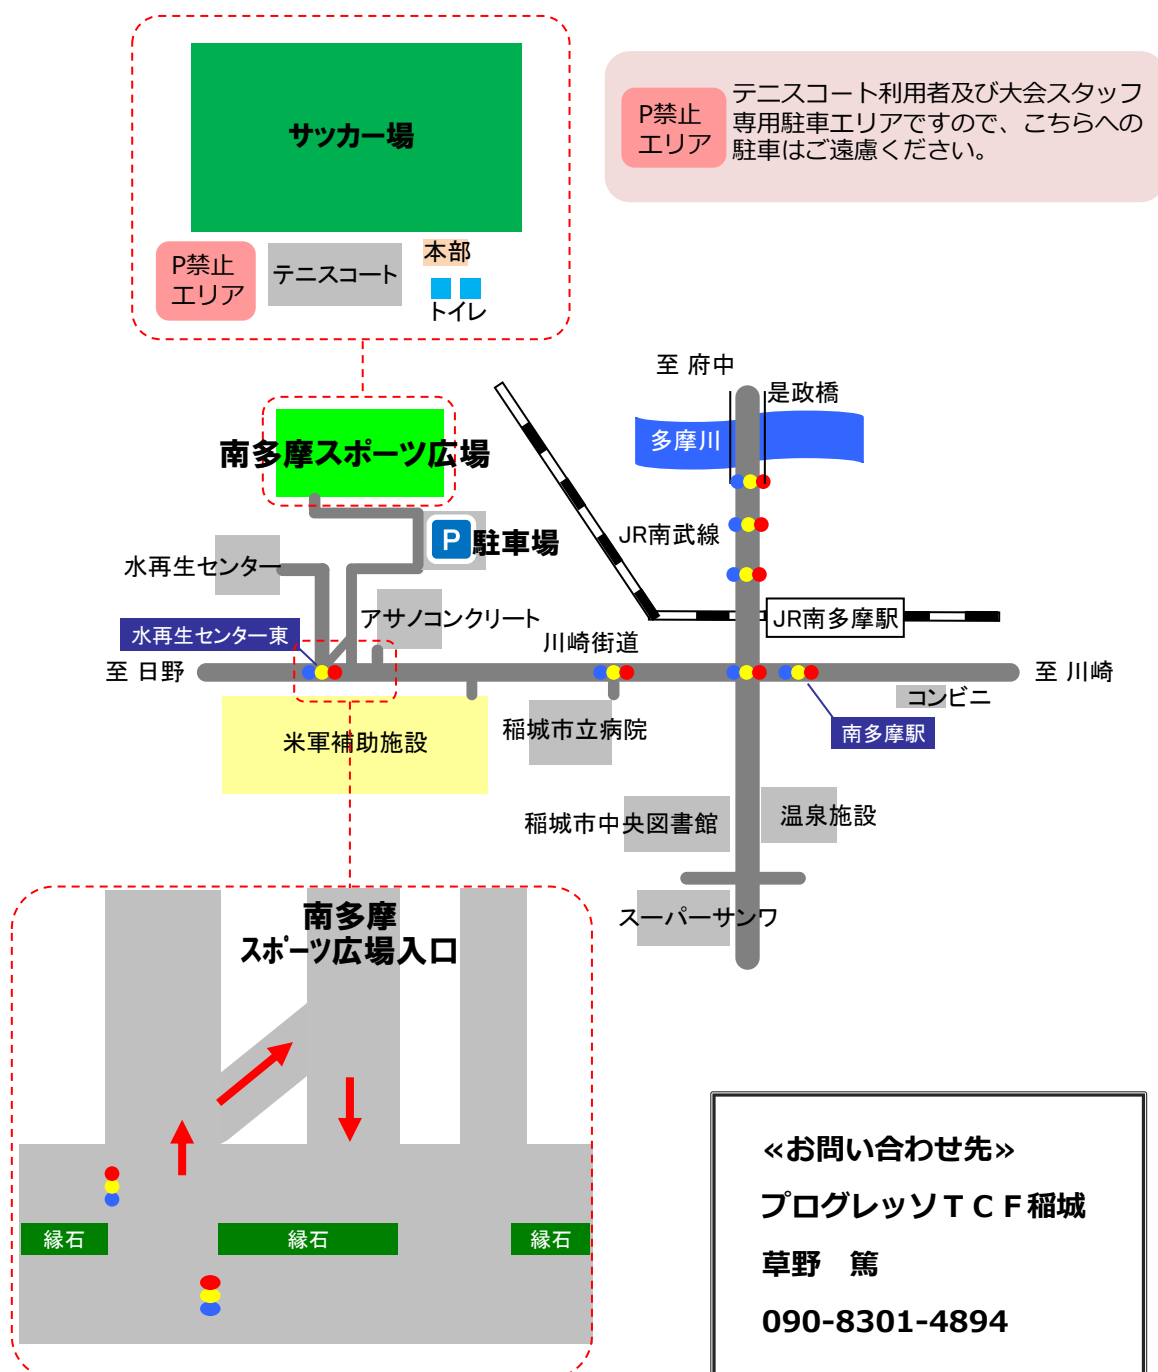 サッカー場
P禁止
エリア
テニスコート利用者及び大会スタッフ
専用駐車エリアですので、こちらへの
駐車はご遠慮ください。
P禁止
エリア
テニスコート
本部
トイレ
至 府中
是政橋
多摩川
南多摩スポーツ広場
P
駐車場
JR南武線
水再生センター
アサノコンクリート
JR南多摩駅
水再生センター東
川崎街道
至 日野
至 川崎
コンビニ
米軍補助施設
稲城市立病院
南多摩駅
稲城市中央図書館
温泉施設
スーパーサンワ
南多摩
スポーツ広場入口
縁石
縁石
縁石
≪お問い合わせ先≫
プログレッソＴＣＦ稲城
草野　篤
090-8301-4894